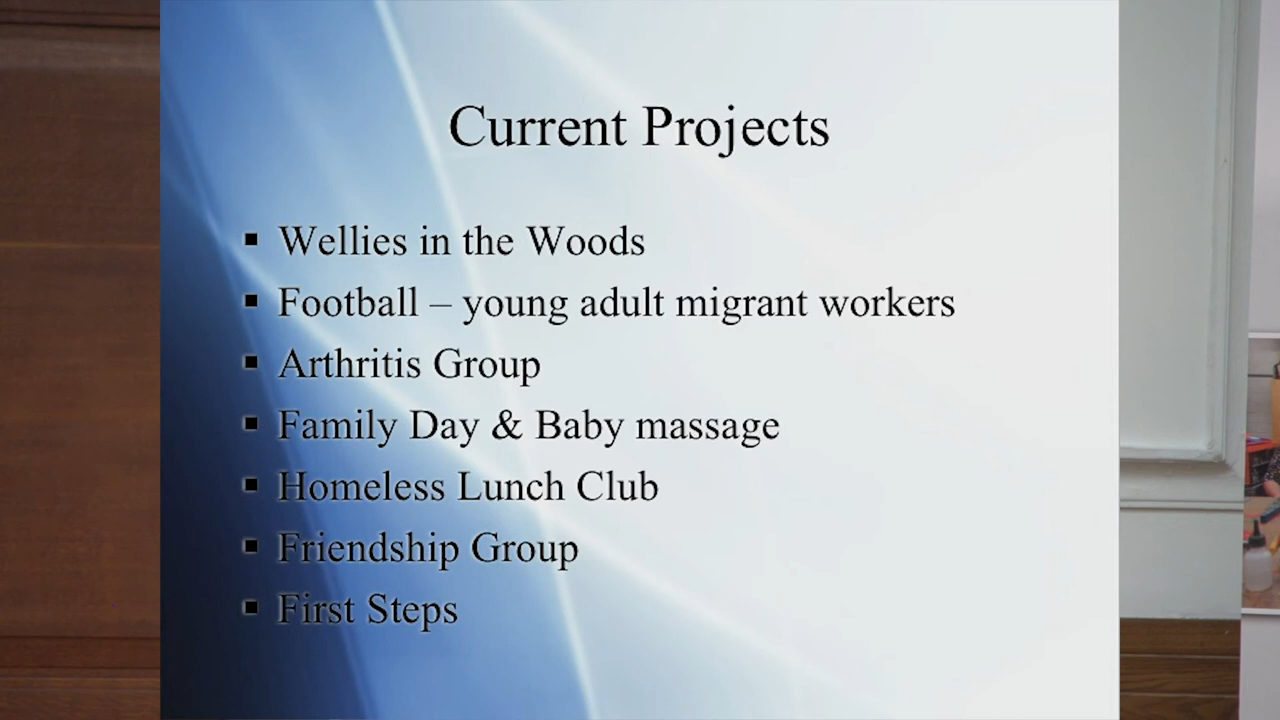 Current Projects
▪ Wellies in the Woods
▪ Football – young adult migrant workers
▪ Arthritis Group
▪ Family Day & Baby massage
▪ Homeless Lunch Club
▪ Friendship Group
▪ First Steps